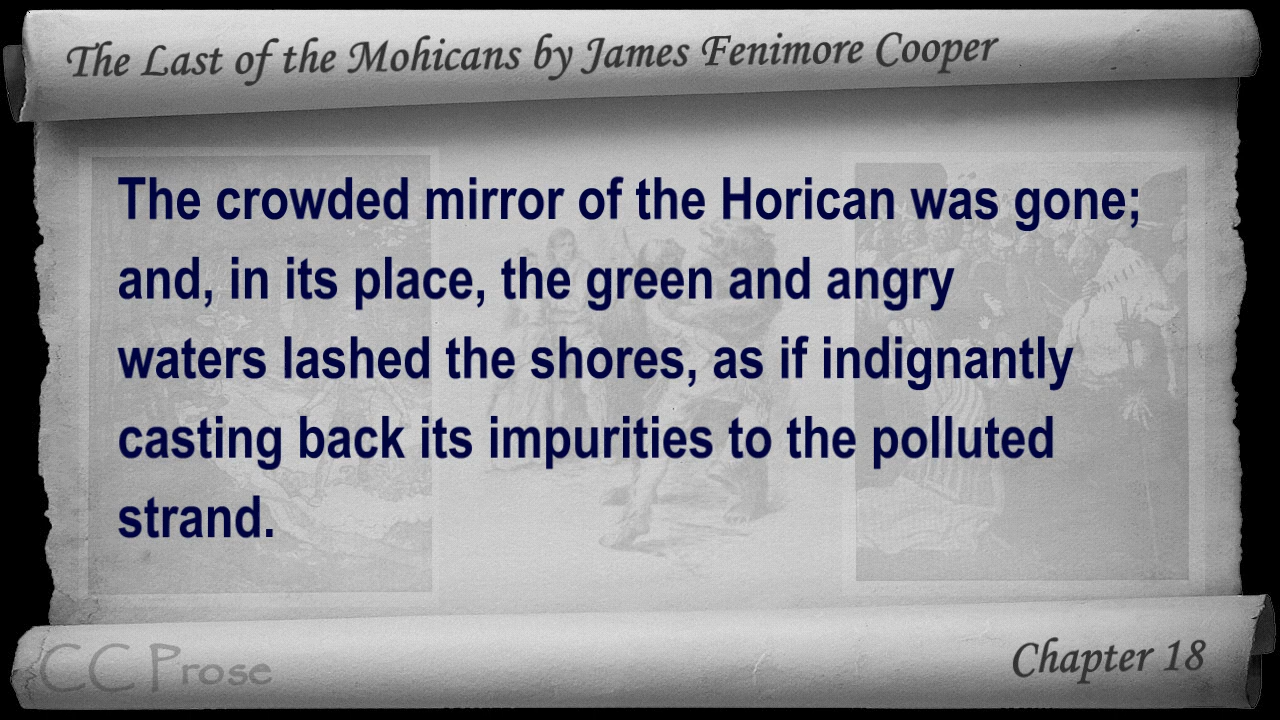 The Last of the Mohicans by James Fenimore Cooper
The crowded mirror of the Horican was gone;
and, in its place, the green and angry
waters lashed the shores, as if indignantly
casting back its impurities to the polluted
strand.
CC Prose
Chapter 18